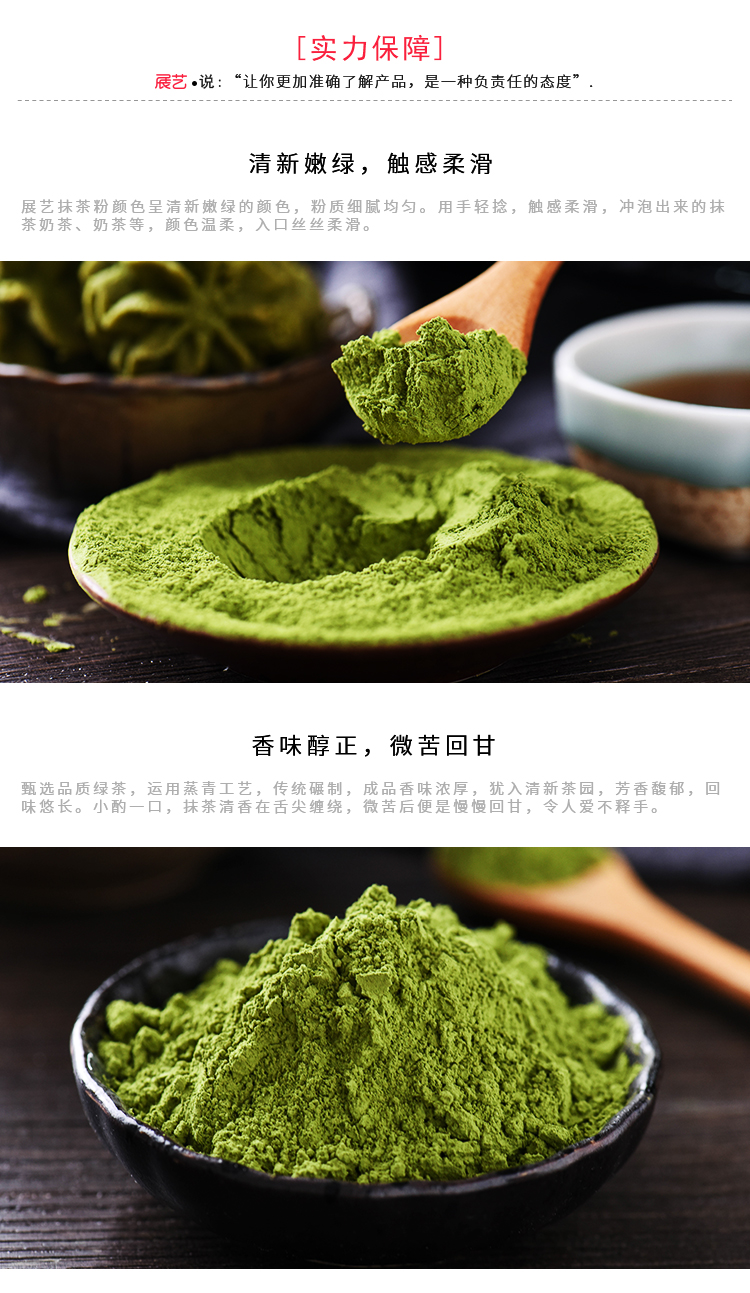 [实力保障]
展艺•说:“让你更加准确了解产品，是一种负责任的态度”.
清新嫩绿，触感柔滑
展艺抹茶粉颜色呈清新嫩绿的颜色，粉质细腻均匀。用手轻捻，触感柔滑，冲泡出来的抹
茶奶茶、奶茶等，颜色温柔，入口丝丝柔滑。
香味醇正，微苦回甘
甄选品质绿茶，运用蒸青工艺，传统碾制，成品香味浓厚，犹入清新茶园，芳香馥郁，回
味悠长。小酌一口，抹茶清香在舌尖缠绕，微苦后便是慢慢回甘，令人爱不释手。